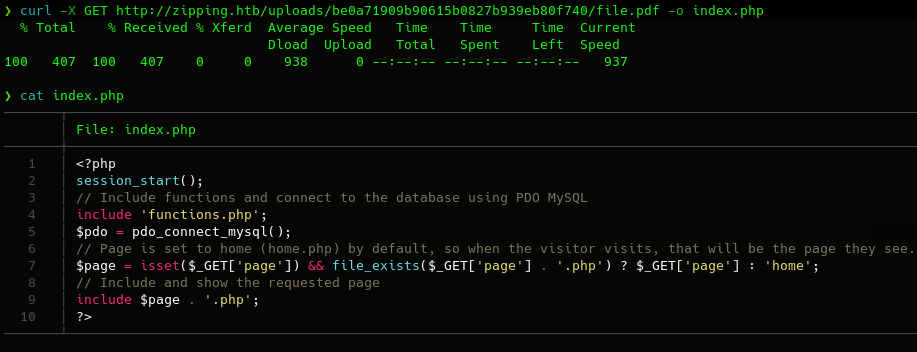 ❯ curl -X GET http://zipping.htb/uploads/be0a71909b90615b0827b939eb80f740/file.pdf -o index.php
  % Total    % Received % Xferd  Average Speed   Time    Time     Time  Current
                                 Dload  Upload   Total   Spent    Left  Speed
100   407  100   407    0     0    938      0 --:--:-- --:--:-- --:--:--   937
❯ cat index.php
File: index.php
1 <?php
2 session_start();
3 // Include functions and connect to the database using PDO MySQL
4 include 'functions.php';
5 $pdo = pdo_connect_mysql();
6 // Page is set to home (home.php) by default, so when the visitor visits, that will be the page they see.
7 $page = isset($_GET['page']) && file_exists($_GET['page'] . '.php') ? $_GET['page'] : 'home';
8 // Include and show the requested page
9 include $page . '.php';
10 ?>